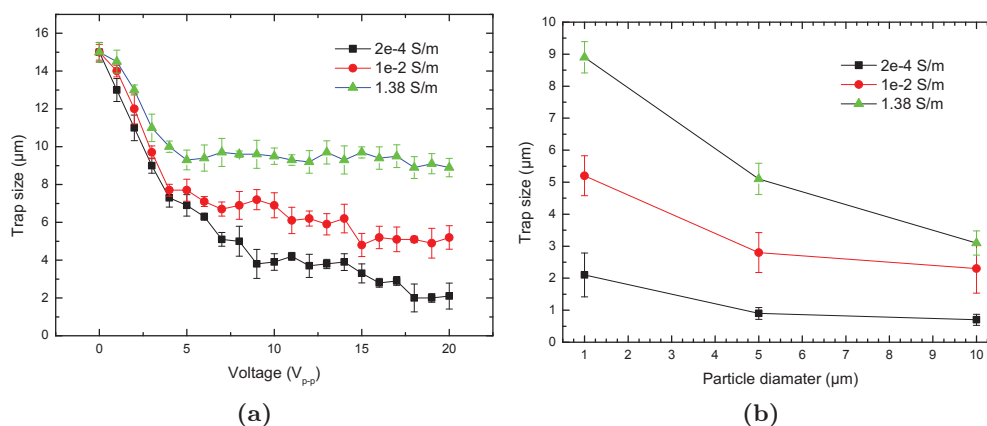 16
14
12
10
8
6
4
2
0
Trap size (µm)
0 5 10 15 20
Voltage (V_p-p)
2e-4 S/m
1e-2 S/m
1.38 S/m
(a)
10
9
8
7
6
5
4
3
2
1
0
Trap size (µm)
1 2 3 4 5 6 7 8 9 10
Particle diamater (µm)
2e-4 S/m
1e-2 S/m
1.38 S/m
(b)